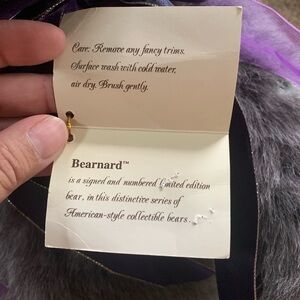 Care: Remove any fancy trims.
Surface wash with cold water,
air dry. Brush gently.
Bearnard™
is a signed and numbered limited edition
bear, in this distinctive series of
American-style collectible bears